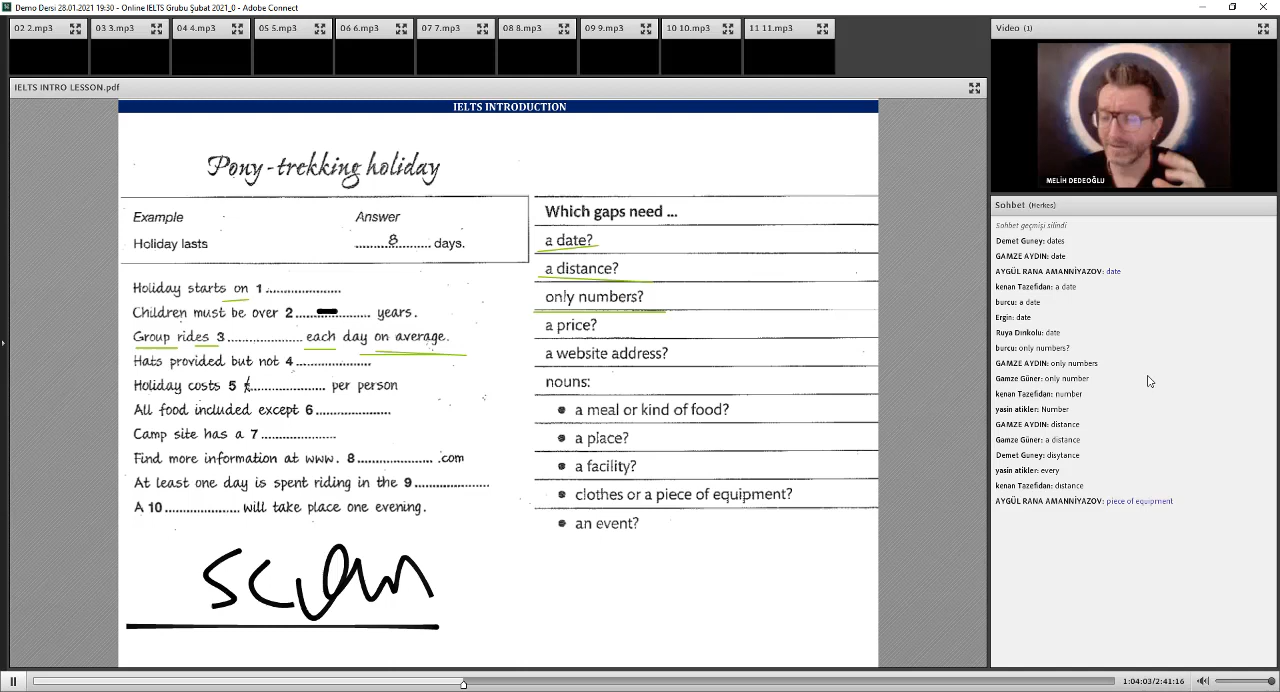 Demo Dersi 28.01.2021 19:30 - Online IELTS Grubu Şubat 2021_0 - Adobe Connect
02 2.mp3 03 3.mp3 04 4.mp3 05 5.mp3 06 6.mp3 07 7.mp3 08 8.mp3 09 9.mp3 10 10.mp3 11 11.mp3
IELTS INTRO LESSON.pdf
IELTS INTRODUCTION
Pony-trekking holiday
Example Answer
Holiday lasts ..........8.......... days.
Holiday starts on 1....................
Children must be over 2.................... years.
Group rides 3.................... each day on average.
Hats provided but not 4....................
Holiday costs 5 £.................... per person
All food included except 6....................
Camp site has a 7....................
Find more information at www. 8.................... .com
At least one day is spent riding in the 9....................
A 10.................... will take place one evening.
Which gaps need ...
a date?
a distance?
only numbers?
a price?
a website address?
nouns:
• a meal or kind of food?
• a place?
• a facility?
• clothes or a piece of equipment?
• an event?
Video (1)
MELİH DEDEOĞLU
Sohbet (Herkes)
Sohbet geçmişi silindi
Demet Guney: dates
GAMZE AYDIN: date
AYGÜL RANA AMANNİYAZOV: date
kenan Tazefidan: a date
burcu: a date
Ergin: date
Ruya Dınkolu: date
burcu: only numbers?
GAMZE AYDIN: only numbers
Gamze Güner: only number
kenan Tazefidan: number
yasin atikler: Number
GAMZE AYDIN: distance
Gamze Güner: a distance
Demet Guney: disytance
yasin atikler: every
kenan Tazefidan: distance
AYGÜL RANA AMANNİYAZOV: piece of equipment
1:04:03/2:41:16